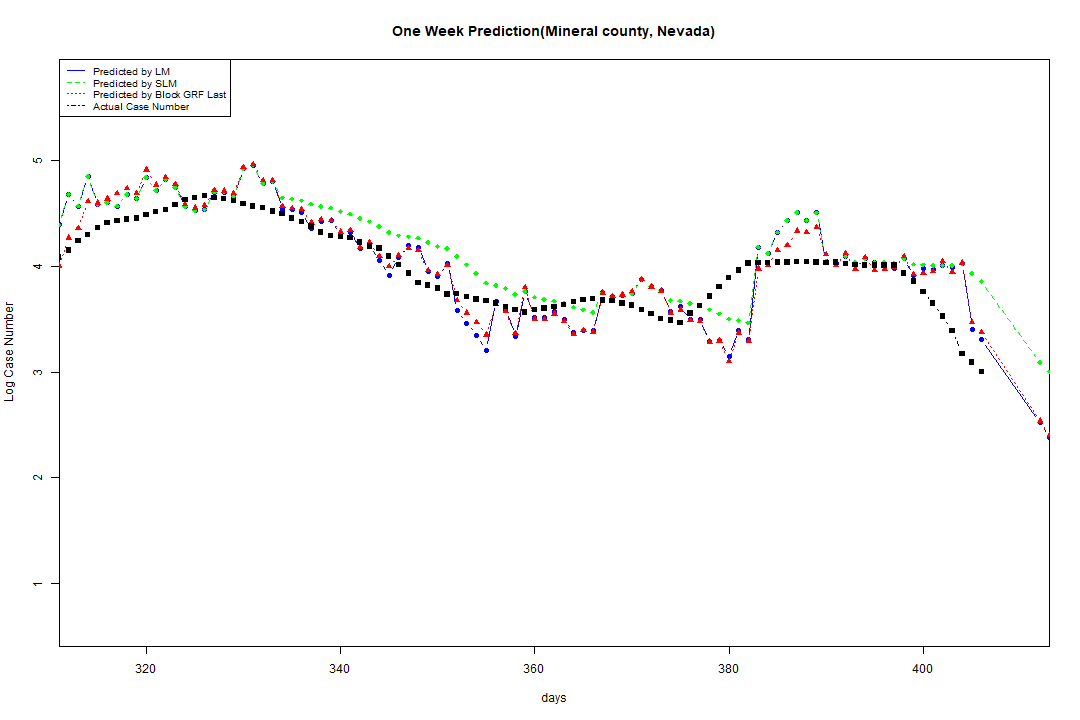 One Week Prediction(Mineral county, Nevada)
Predicted by LM
Predicted by SLM
Predicted by Block GRF Last
Actual Case Number
5
4
3
2
1
Log Case Number
320 340 360 380 400
days